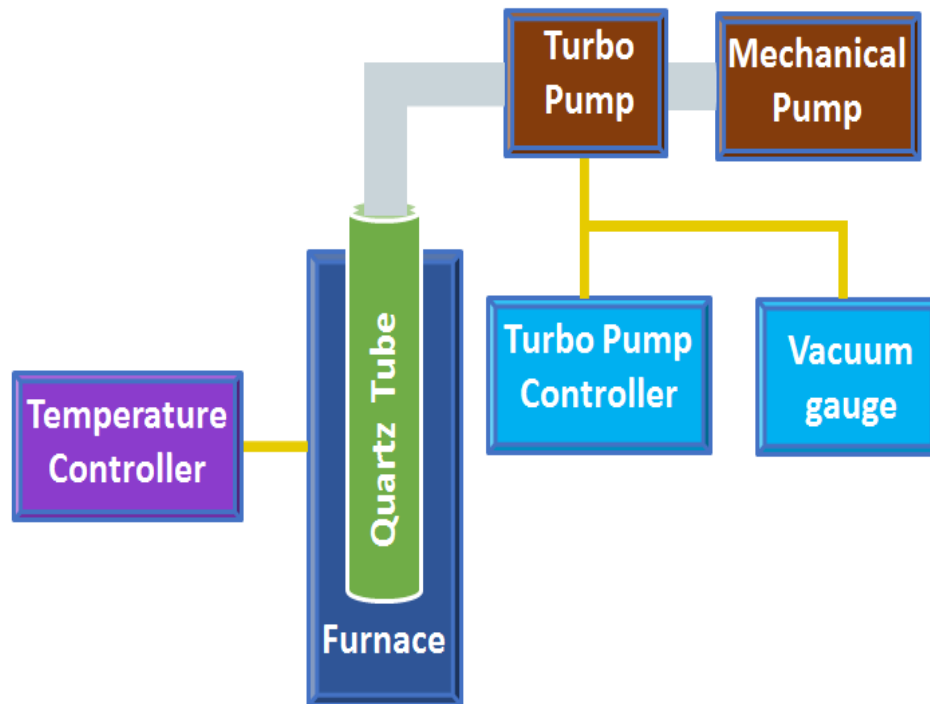 Turbo
Pump
Mechanical
Pump
Turbo Pump
Controller
Vacuum
gauge
Temperature
Controller
Quartz Tube
Furnace